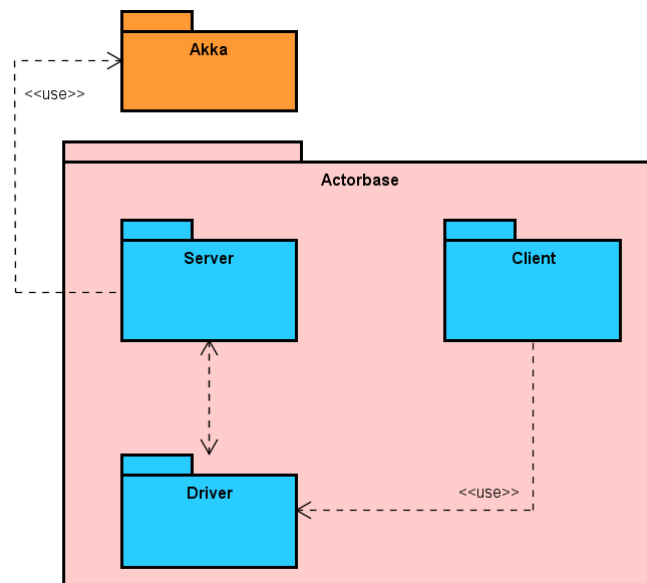 Akka
<<use>>
Actorbase
Server
Client
Driver
<<use>>